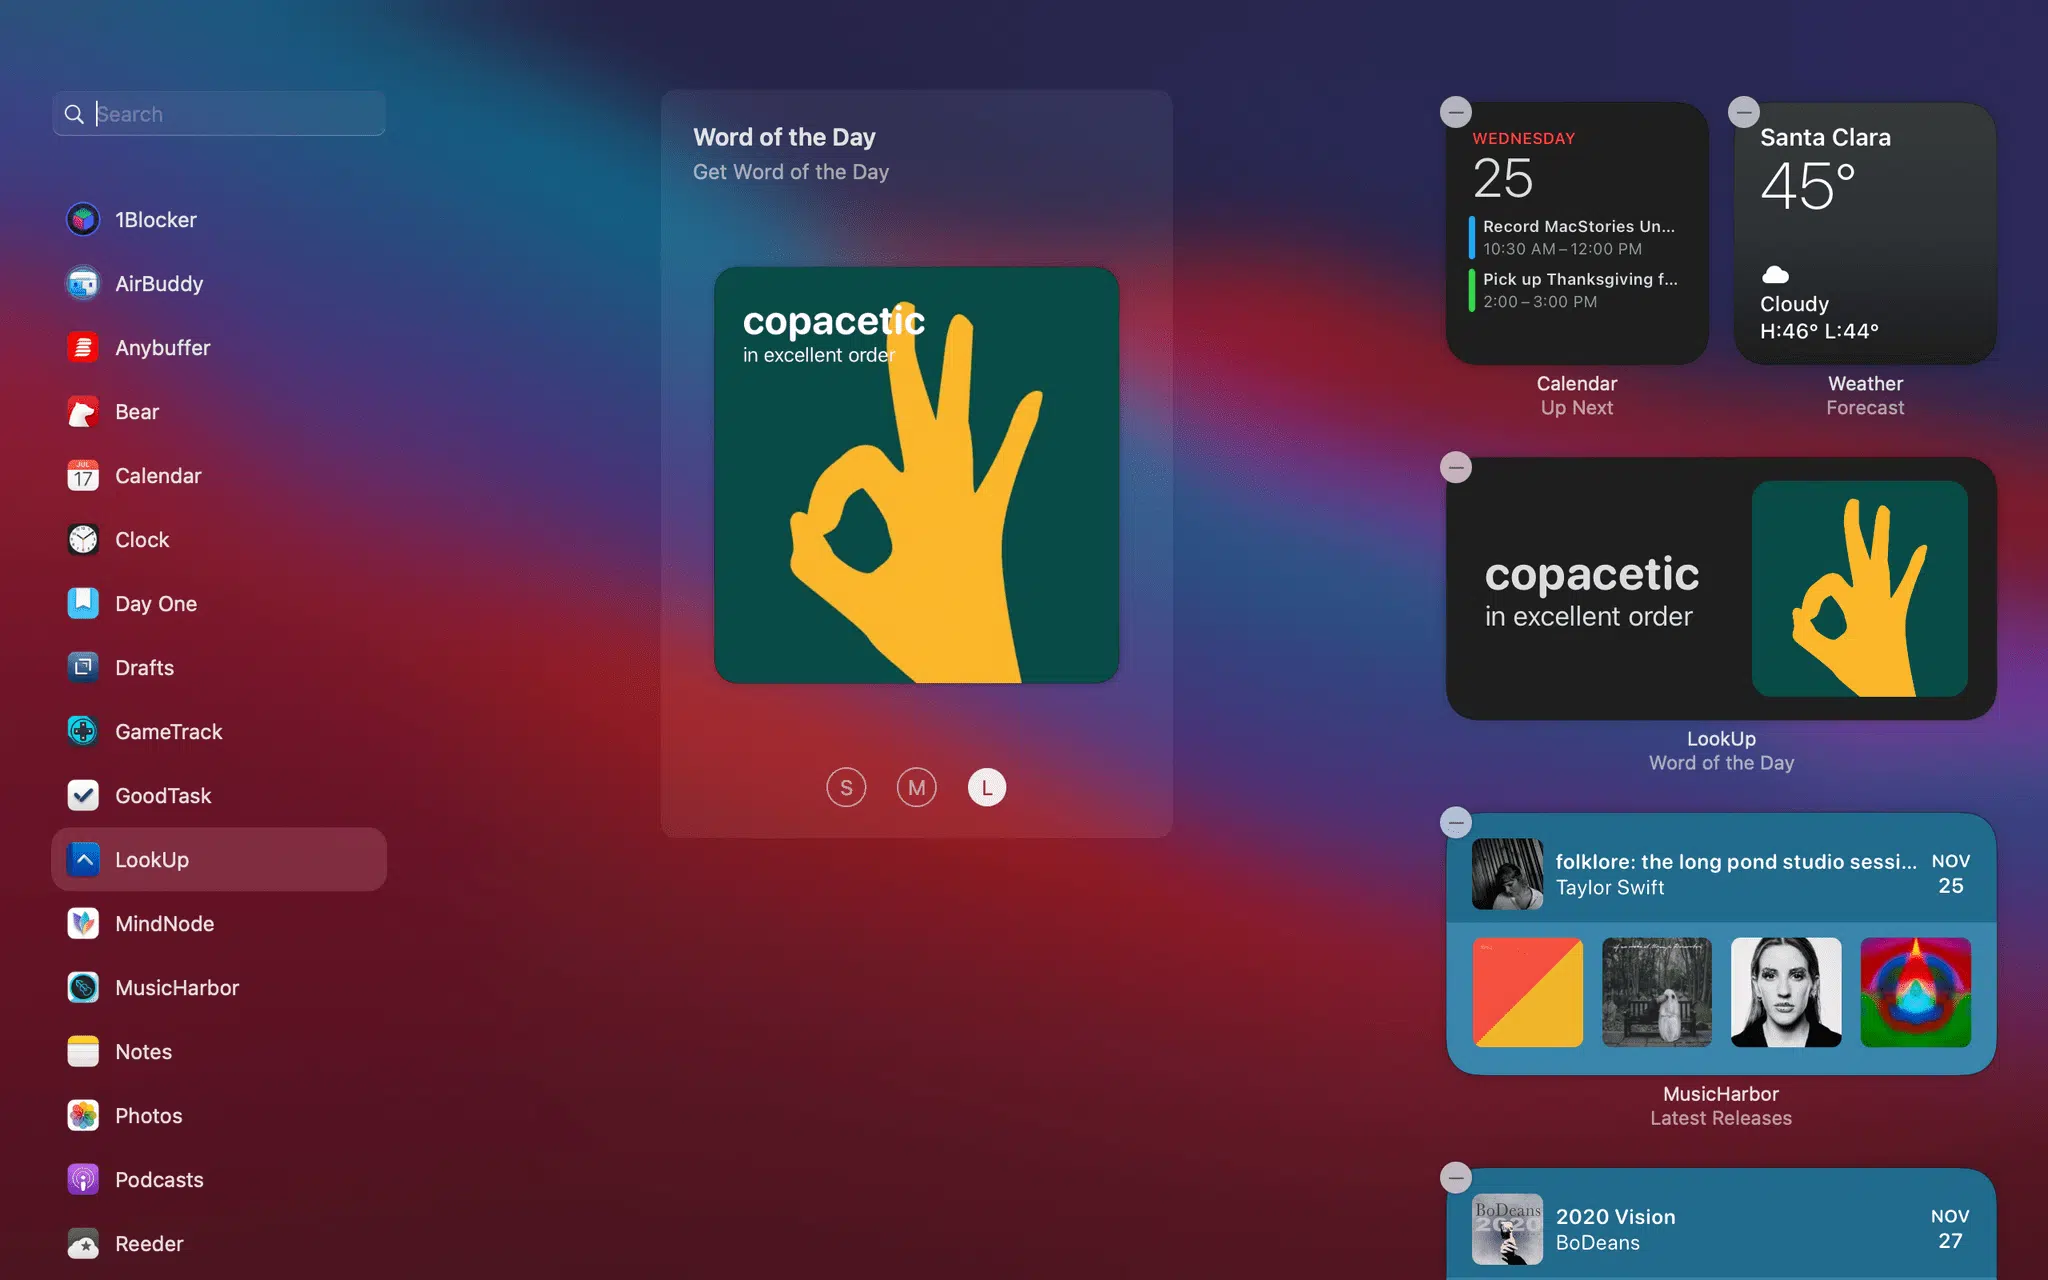 Search
1Blocker
AirBuddy
Anybuffer
Bear
JUL
17
Calendar
Clock
Day One
Drafts
GameTrack
GoodTask
LookUp
MindNode
MusicHarbor
Notes
Photos
Podcasts
Reeder
Word of the Day
Get Word of the Day
copacetic
in excellent order
S
M
L
WEDNESDAY
25
Record MacStories Un...
10:30 AM – 12:00 PM
Pick up Thanksgiving f...
2:00 – 3:00 PM
Calendar
Up Next
Santa Clara
45°
Cloudy
H:46° L:44°
Weather
Forecast
copacetic
in excellent order
LookUp
Word of the Day
folklore: the long pond studio sessi...
Taylor Swift
NOV
25
MusicHarbor
Latest Releases
BoDeans
2020
2020 Vision
BoDeans
NOV
27